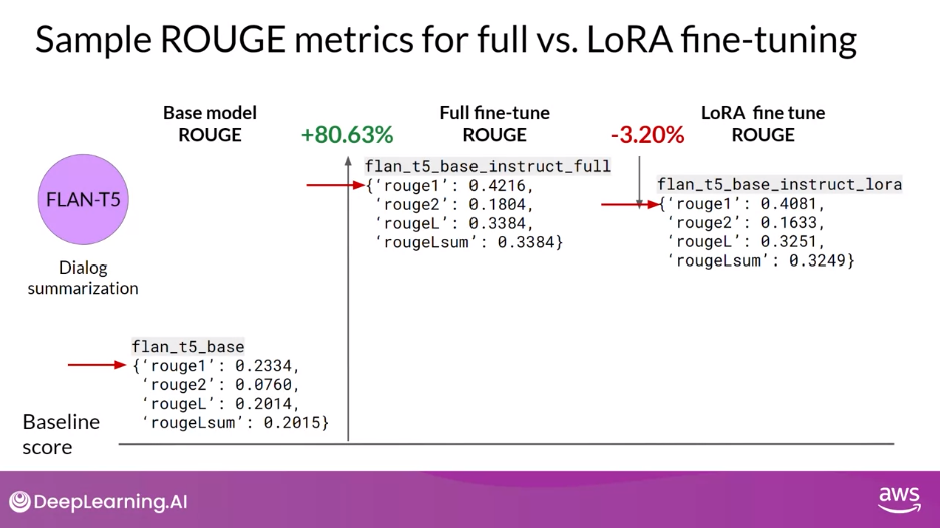 Sample ROUGE metrics for full vs. LoRA fine-tuning
Base model
ROUGE
+80.63%
Full fine-tune
ROUGE
-3.20%
LoRA fine tune
ROUGE
FLAN-T5
Dialog
summarization
flan_t5_base_instruct_full
{‘rouge1’: 0.4216,
‘rouge2’: 0.1804,
‘rougeL’: 0.3384,
‘rougeLsum’: 0.3384}
flan_t5_base_instruct_lora
{‘rouge1’: 0.4081,
‘rouge2’: 0.1633,
‘rougeL’: 0.3251,
‘rougeLsum’: 0.3249}
flan_t5_base
{‘rouge1’: 0.2334,
‘rouge2’: 0.0760,
‘rougeL’: 0.2014,
‘rougeLsum’: 0.2015}
Baseline
score
DeepLearning.AI
aws